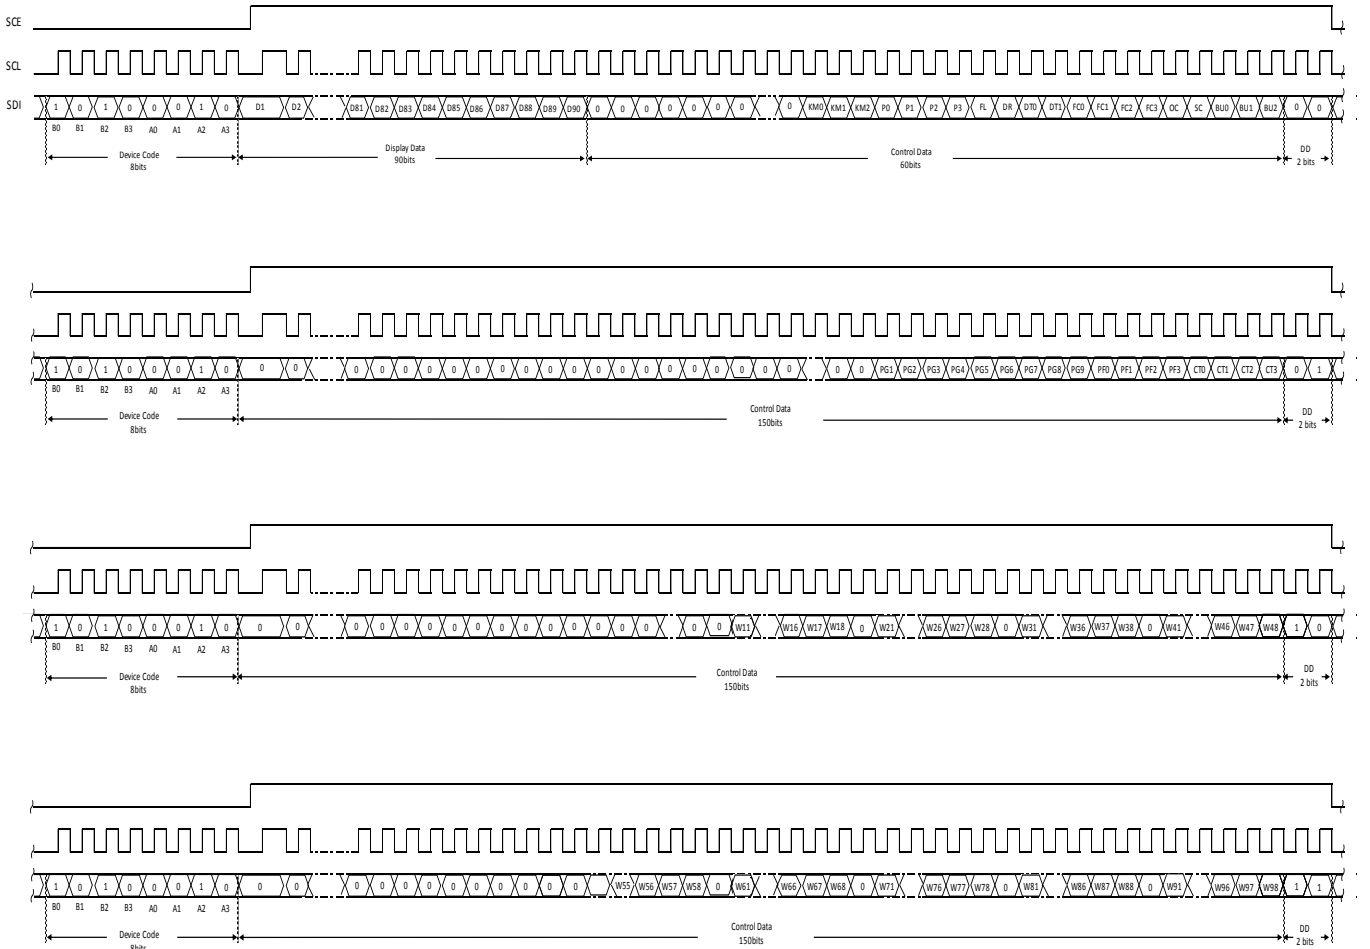 SCE
SCL
SDI 1 0 1 0 0 0 1 0 D1 D2 D81 D82 D83 D84 D85 D86 D87 D88 D89 D90 0 0 0 0 0 0 0 0 KM0 KM1 KM2 P0 P1 P2 P3 FL DR DT0 DT1 FC0 FC1 FC2 FC3 OC SC BU0 BU1 BU2 0 0
B0 B1 B2 B3 A0 A1 A2 A3
Device Code Display Data Control Data DD
8bits 90bits 60bits 2 bits
1 0 1 0 0 0 1 0 0 0 0 0 0 0 0 0 0 0 0 0 0 0 0 0 0 0 0 0 0 0 0 PG1 PG2 PG3 PG4 PG5 PG6 PG7 PG8 PG9 PF0 PF1 PF2 PF3 CT0 CT1 CT2 CT3 0 1
B0 B1 B2 B3 A0 A1 A2 A3
Device Code Control Data DD
8bits 150bits 2 bits
1 0 1 0 0 0 1 0 0 0 0 0 0 0 0 0 0 0 0 0 0 0 0 0 0 0 W11 W16 W17 W18 0 W21 W26 W27 W28 0 W31 W36 W37 W38 0 W41 W46 W47 W48 1 0
B0 B1 B2 B3 A0 A1 A2 A3
Device Code Control Data DD
8bits 150bits 2 bits
1 0 1 0 0 0 1 0 0 0 0 0 0 0 0 0 0 0 0 0 W55 W56 W57 W58 0 W61 W66 W67 W68 0 W71 W76 W77 W78 0 W81 W86 W87 W88 0 W91 W96 W97 W98 1 1
B0 B1 B2 B3 A0 A1 A2 A3
Device Code Control Data DD
8bits 150bits 2 bits